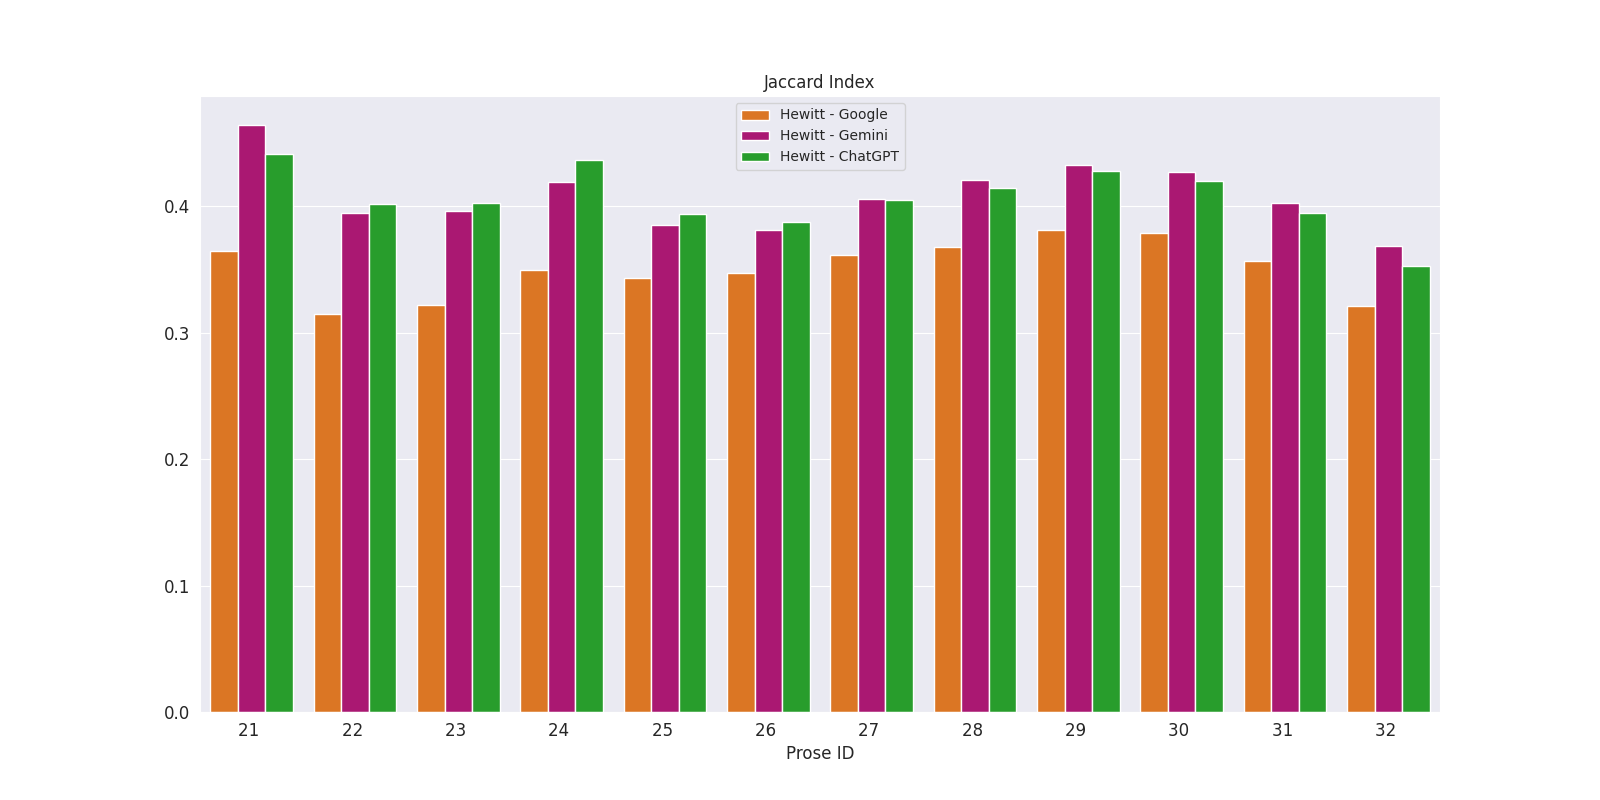 Jaccard Index
Hewitt - Google
Hewitt - Gemini
Hewitt - ChatGPT
0.4
0.3
0.2
0.1
0.0
21 22 23 24 25 26 27 28 29 30 31 32
Prose ID